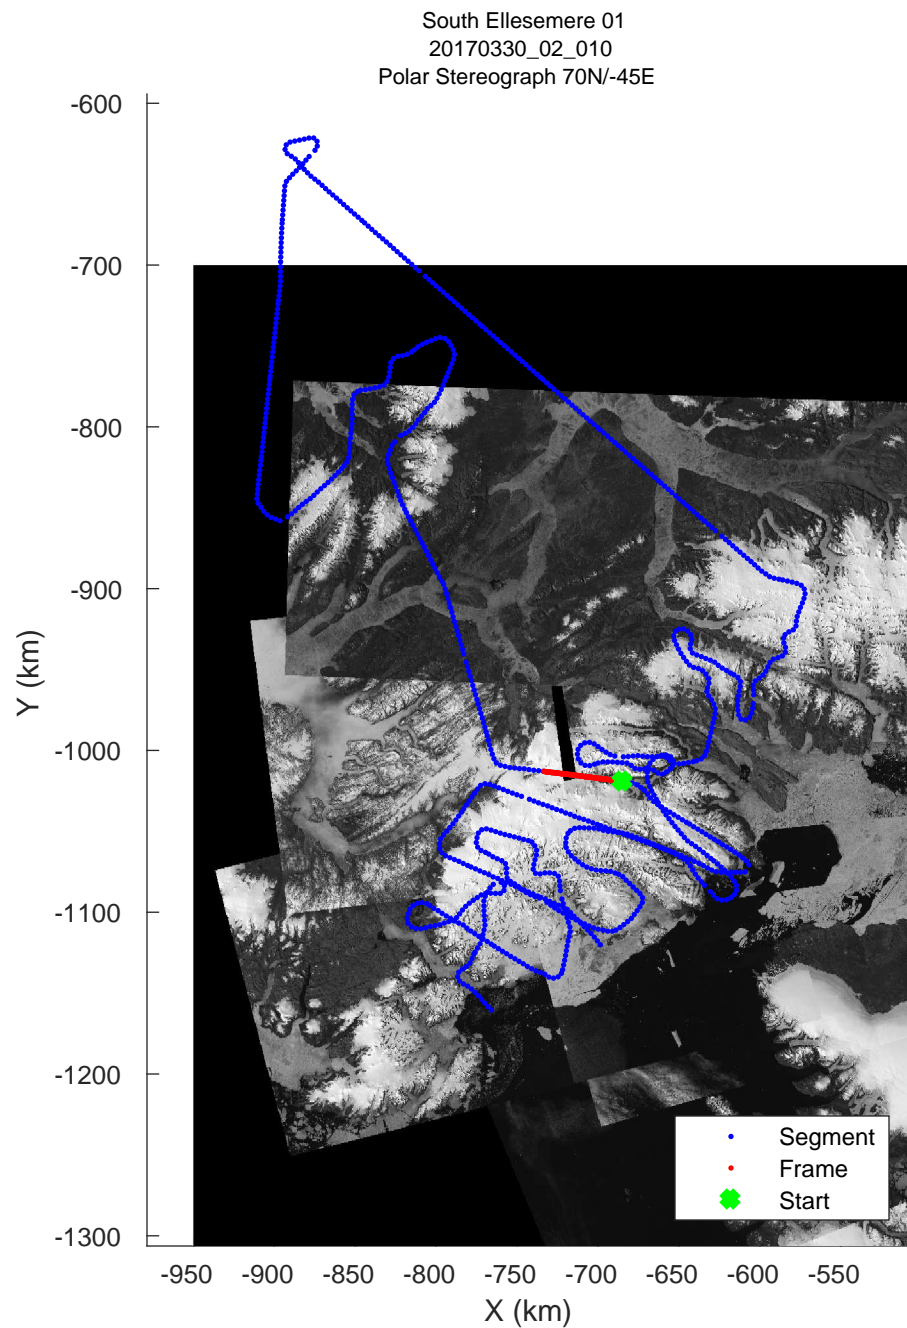 South Ellesemere 01
20170330_02_010
Polar Stereograph 70N/-45E
-600
-700
-800
-900
-1000
-1100
-1200
-1300
Y (km)
-950 -900 -850 -800 -750 -700 -650 -600 -550
X (km)
Segment
Frame
Start